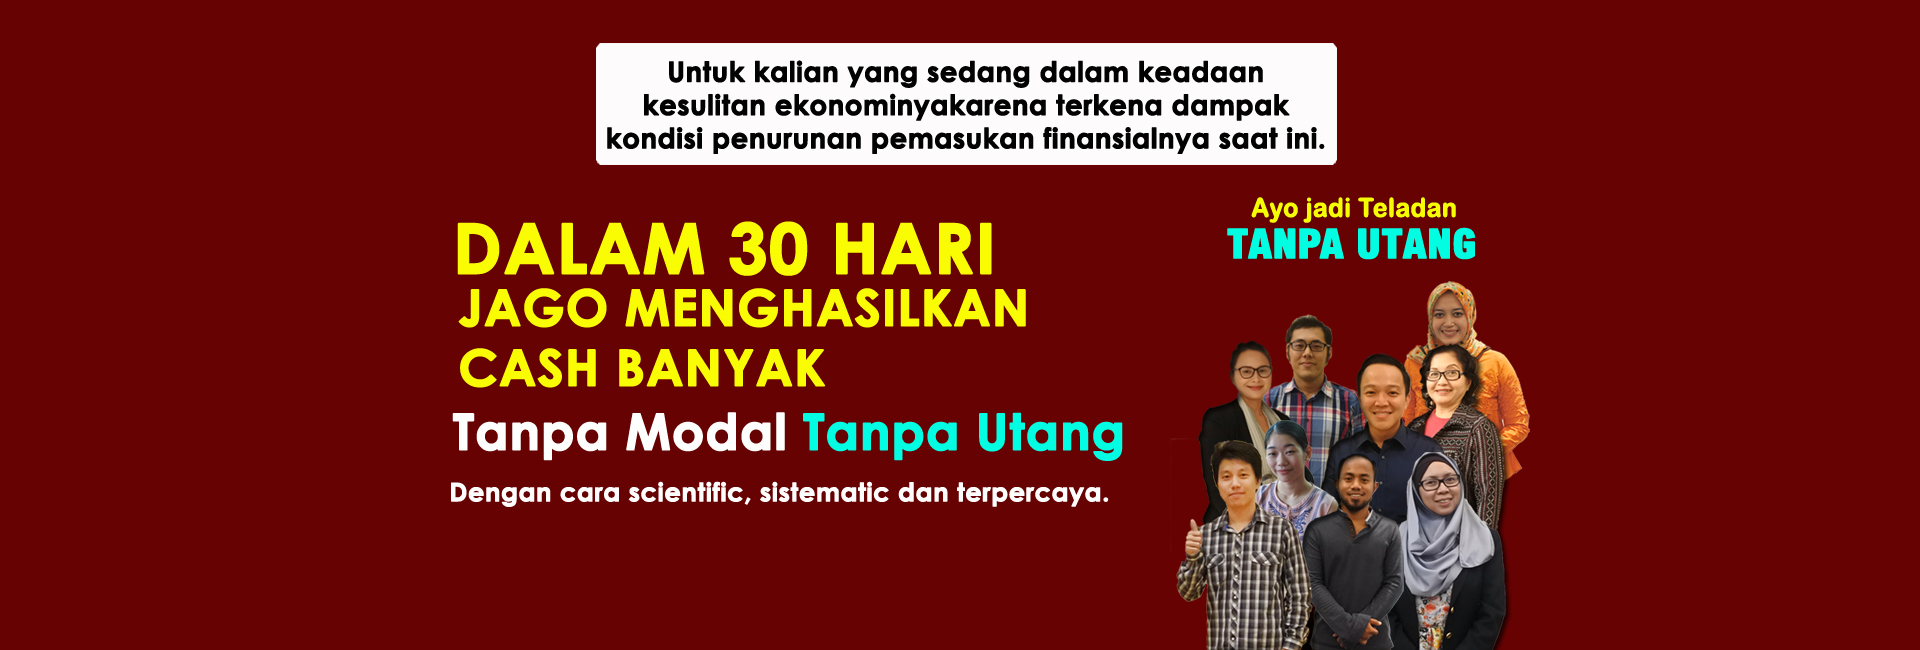 Untuk kalian yang sedang dalam keadaan
kesulitan ekonominyakarena terkena dampak
kondisi penurunan pemasukan finansialnya saat ini.
DALAM 30 HARI
JAGO MENGHASILKAN
CASH BANYAK
Tanpa Modal Tanpa Utang
Dengan cara scientific, sistematic dan terpercaya.
Ayo jadi Teladan
TANPA UTANG